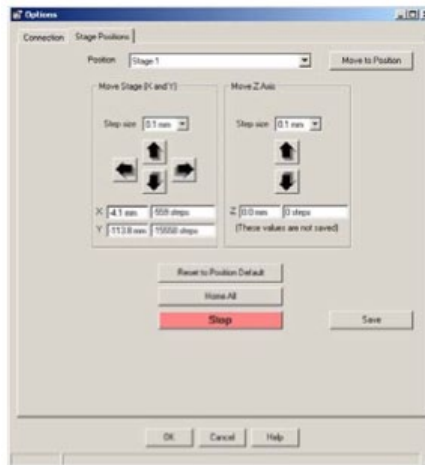 Options
Connection Stage Positions
Position Stage 1 Move to Position
Move Stage (X and Y) Move Z Axis
Step size 0.1 mm Step size 0.1 mm
X -4.1 mm -559 steps Z 0.0 mm 0 steps
Y -113.8 mm -15558 steps (These values are not saved)
Reset to Position Default
Home All
Stop Save
OK Cancel Help